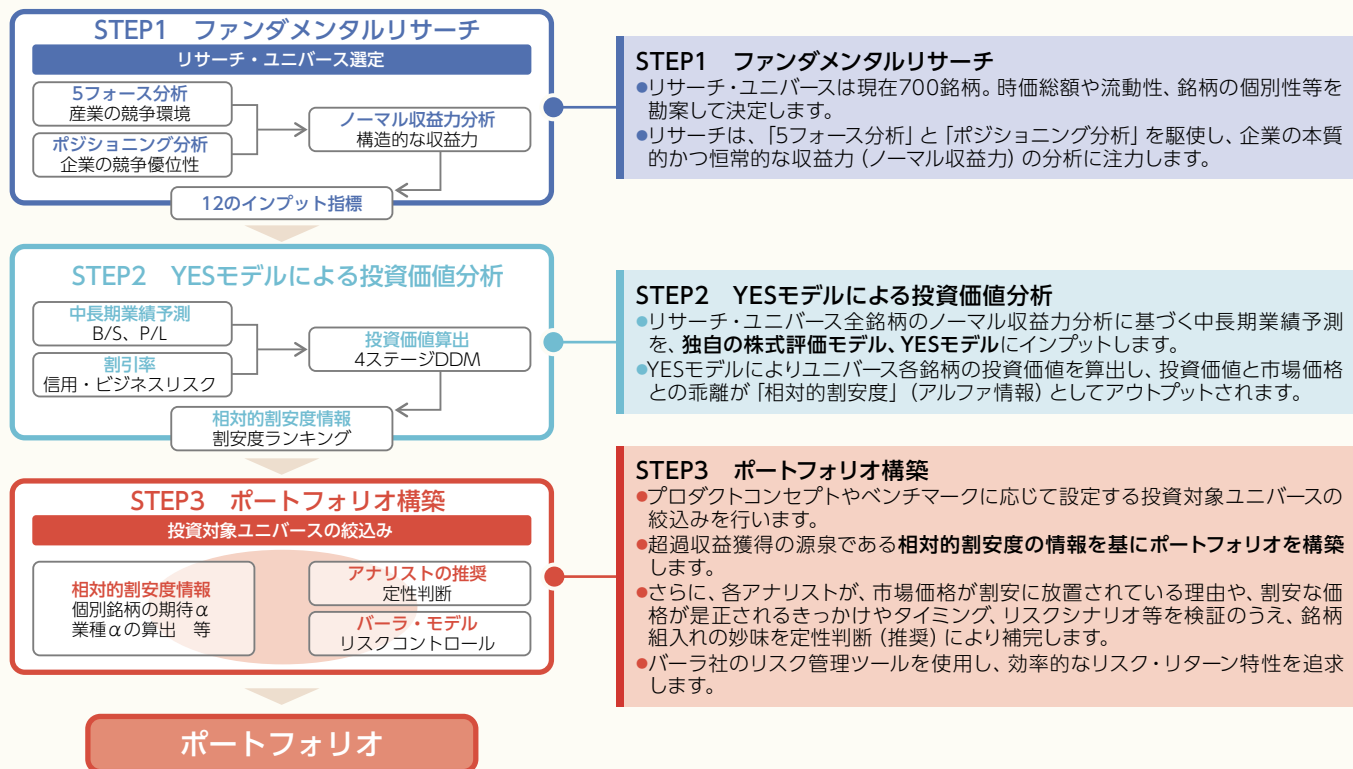 STEP1　ファンダメンタルリサーチ
リサーチ・ユニバース選定
5フォース分析
産業の競争環境
ポジショニング分析
企業の競争優位性
ノーマル収益力分析
構造的な収益力
12のインプット指標
STEP1　ファンダメンタルリサーチ
●リサーチ・ユニバースは現在700銘柄。時価総額や流動性、銘柄の個別性等を
勘案して決定します。
●リサーチは、「5フォース分析」と「ポジショニング分析」を駆使し、企業の本質
的かつ恒常的な収益力（ノーマル収益力）の分析に注力します。
STEP2　YESモデルによる投資価値分析
中長期業績予測
B/S、P/L
割引率
信用・ビジネスリスク
投資価値算出
4ステージDDM
相対的割安度情報
割安度ランキング
STEP2　YESモデルによる投資価値分析
●リサーチ・ユニバース全銘柄のノーマル収益力分析に基づく中長期業績予測
を、独自の株式評価モデル、YESモデルにインプットします。
●YESモデルによりユニバース各銘柄の投資価値を算出し、投資価値と市場価格
との乖離が「相対的割安度」（アルファ情報）としてアウトプットされます。
STEP3　ポートフォリオ構築
投資対象ユニバースの絞込み
相対的割安度情報
個別銘柄の期待α
業種αの算出　等
アナリストの推奨
定性判断
バーラ・モデル
リスクコントロール
STEP3　ポートフォリオ構築
●プロダクトコンセプトやベンチマークに応じて設定する投資対象ユニバースの
絞込みを行います。
●超過収益獲得の源泉である相対的割安度の情報を基にポートフォリオを構築
します。
●さらに、各アナリストが、市場価格が割安に放置されている理由や、割安な価
格が是正されるきっかけやタイミング、リスクシナリオ等を検証のうえ、銘柄
組入れの妙味を定性判断（推奨）により補完します。
●バーラ社のリスク管理ツールを使用し、効率的なリスク・リターン特性を追求
します。
ポートフォリオ